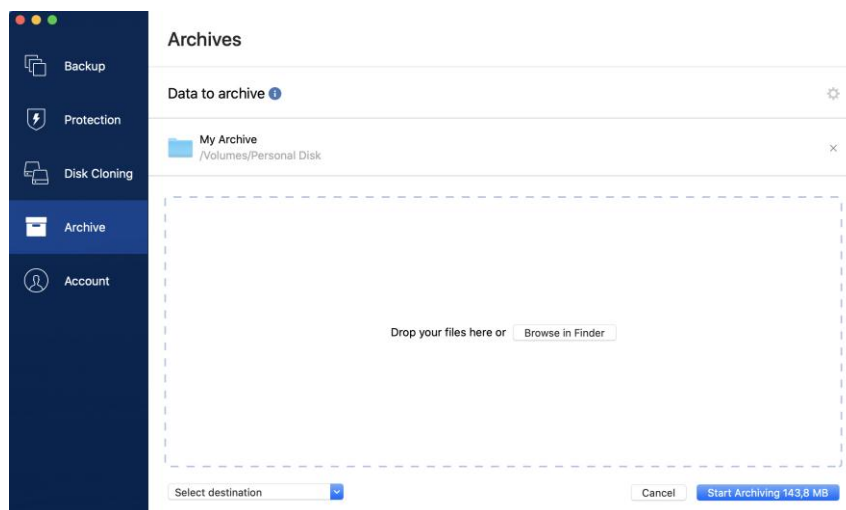 Backup
Protection
Disk Cloning
Archive
Account
Archives
Data to archive
My Archive
/Volumes/Personal Disk
Drop your files here or Browse in Finder
Select destination
Cancel
Start Archiving 143,8 MB